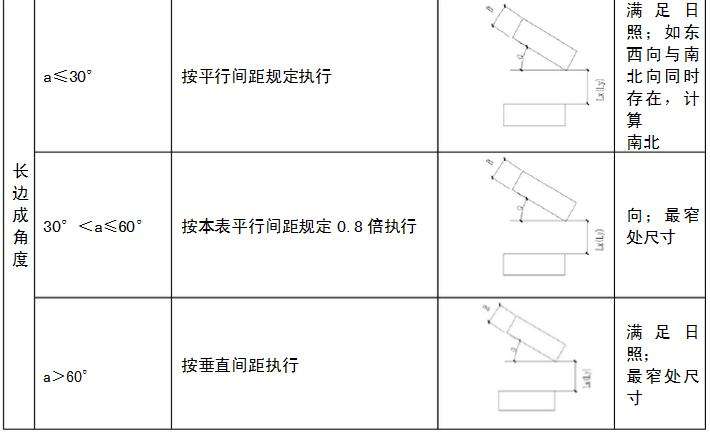 长边成角度
a≤30°
按平行间距规定执行
a
Lx(Ly)
满足日
照；如东
西向与南
北向同时
存在，计
算
南北
30°＜a≤60°
按本表平行间距规定0.8倍执行
a
Lx(Ly)
向；最窄
处尺寸
a＞60°
按垂直间距执行
a
Lx(Ly)
满足日
照；
最窄处尺
寸